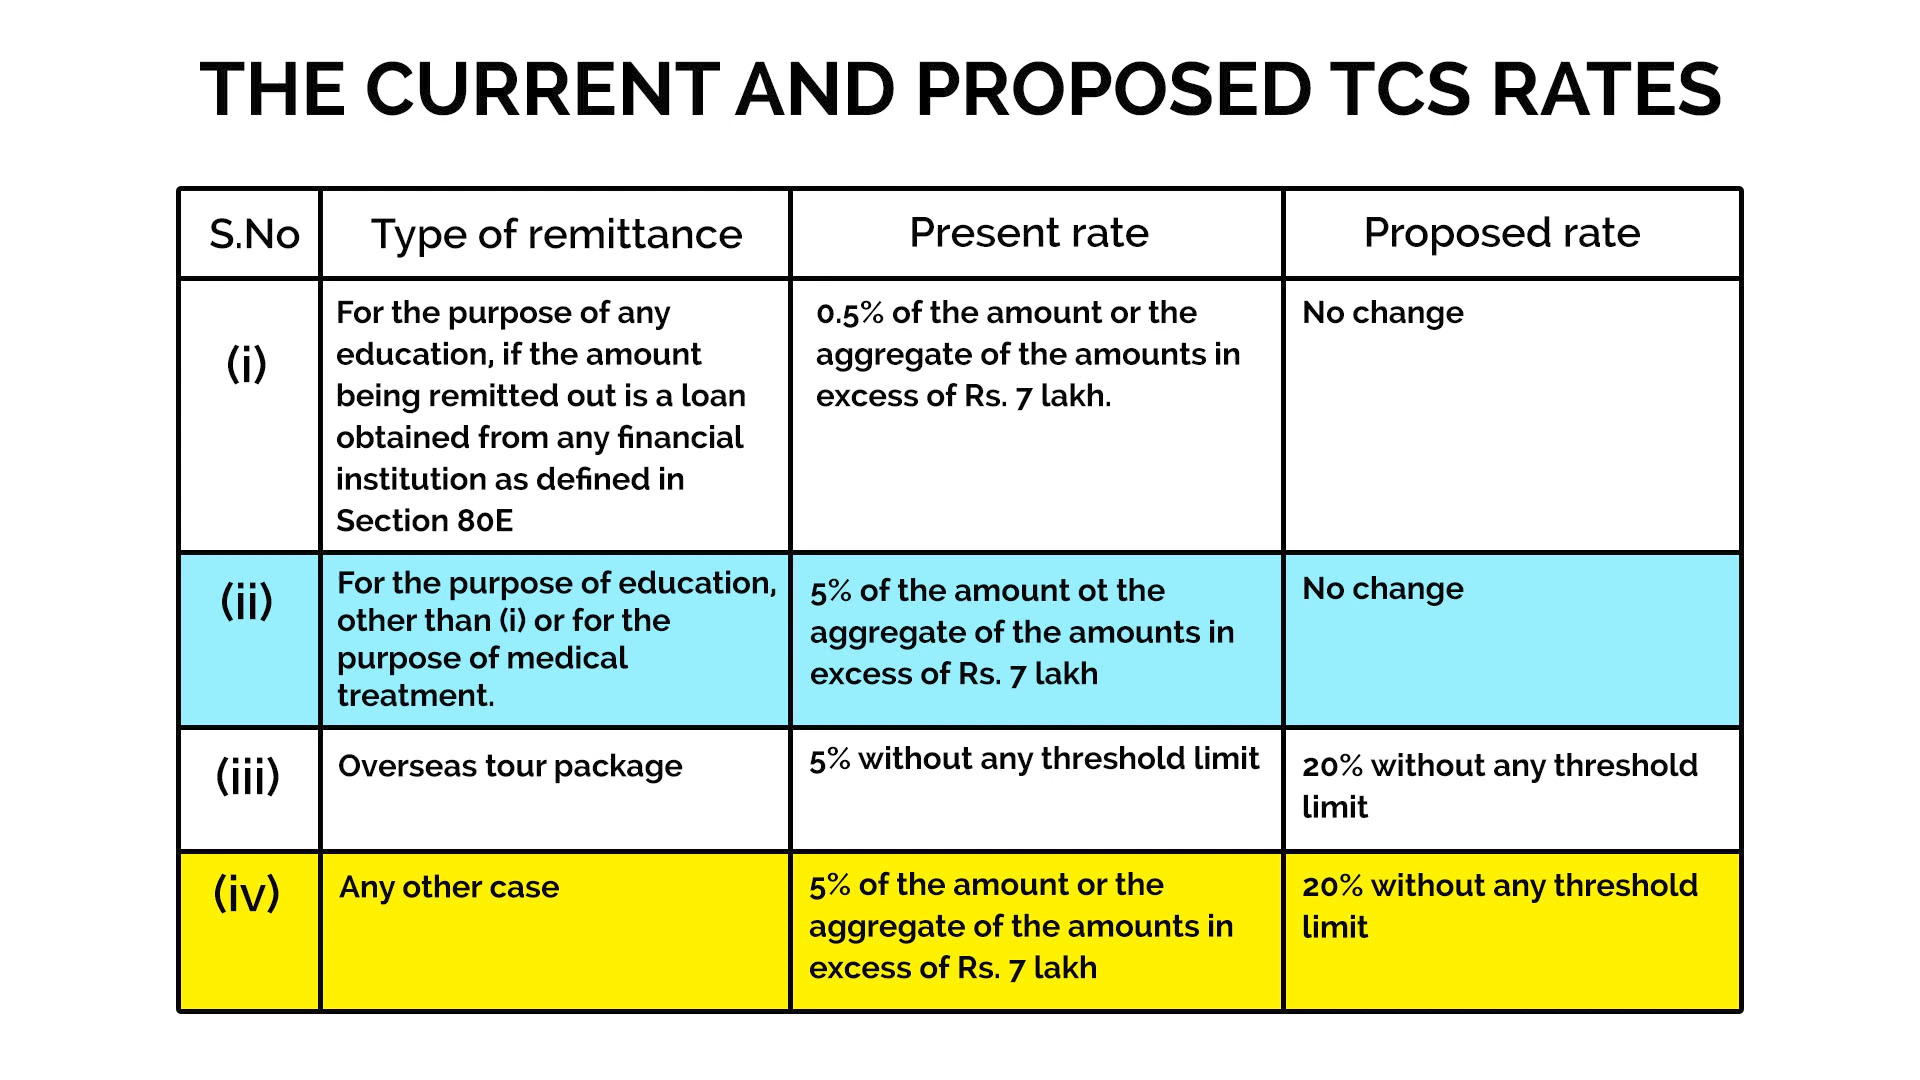 THE CURRENT AND PROPOSED TCS RATES
S.No
Type of remittance
Present rate
Proposed rate
(i)
For the purpose of any
education, if the amount
being remitted out is a loan
obtained from any financial
institution as defined in
Section 80E
0.5% of the amount or the
aggregate of the amounts in
excess of Rs. 7 lakh.
No change
(ii)
For the purpose of education,
other than (i) or for the
purpose of medical
treatment.
5% of the amount ot the
aggregate of the amounts in
excess of Rs. 7 lakh
No change
(iii)
Overseas tour package
5% without any threshold limit
20% without any threshold
limit
(iv)
Any other case
5% of the amount or the
aggregate of the amounts in
excess of Rs. 7 lakh
20% without any threshold
limit